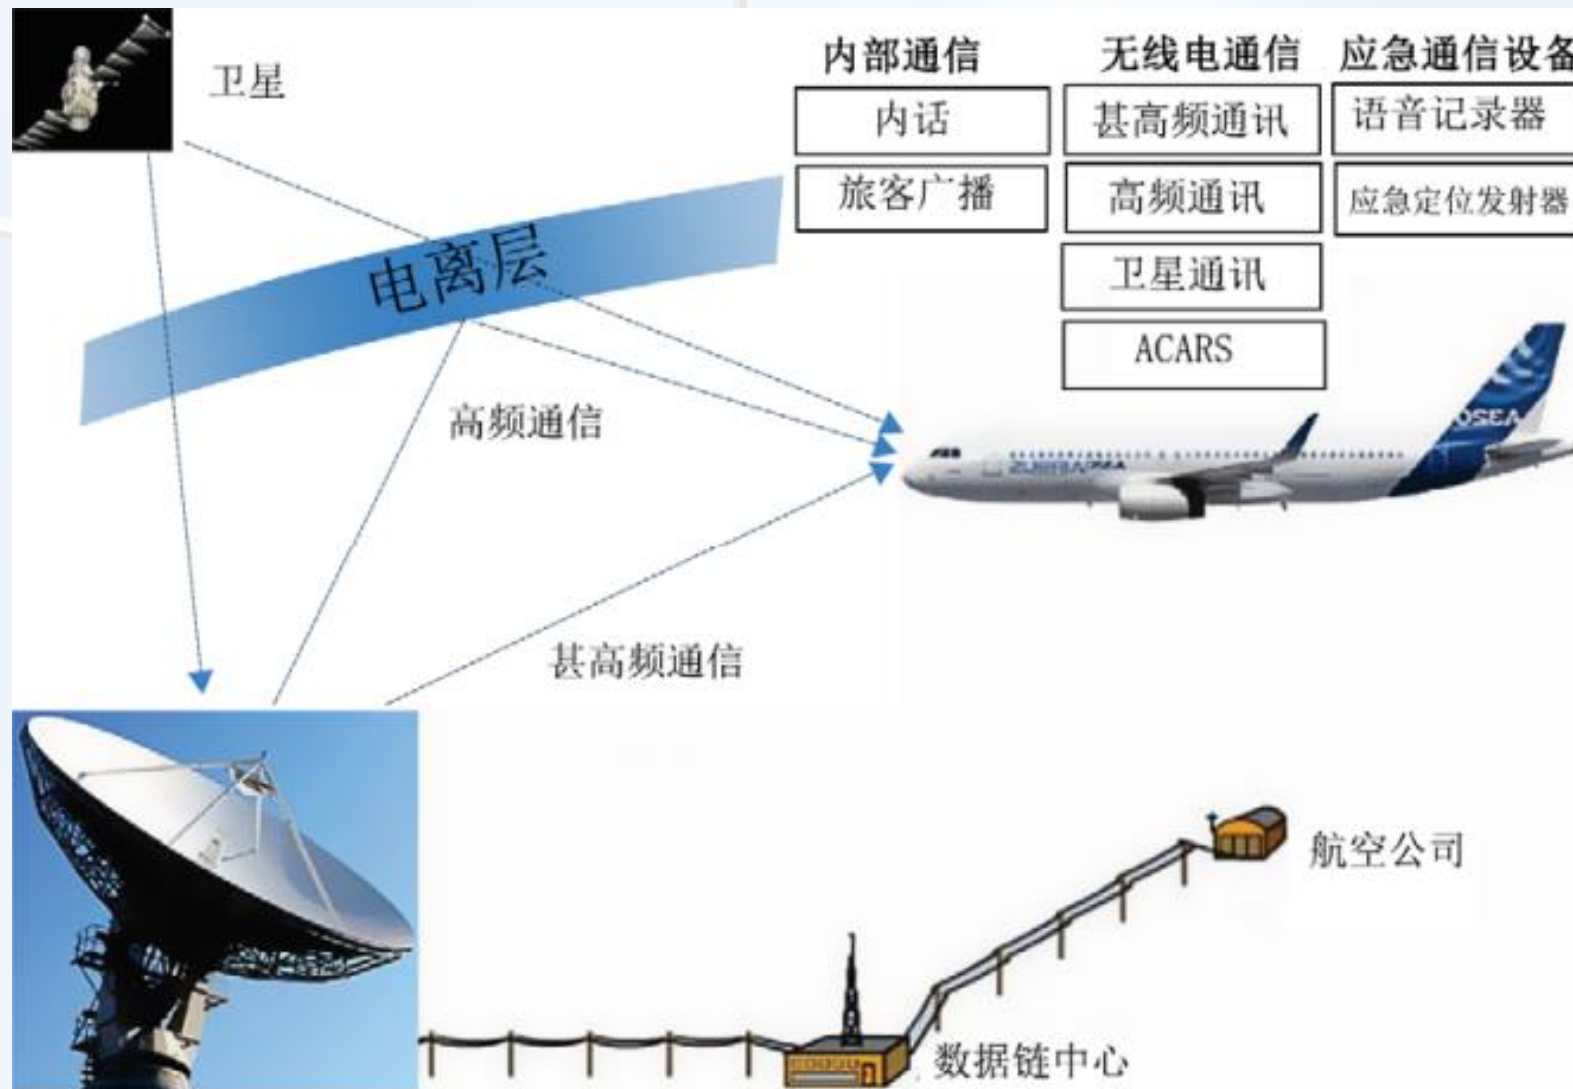 卫星
内部通信
无线电通信
应急通信设备
内话
甚高频通讯
语音记录器
旅客广播
高频通讯
应急定位发射器
卫星通讯
ACARS
电离层
高频通信
甚高频通信
A320
AIRBUS
航空公司
数据链中心